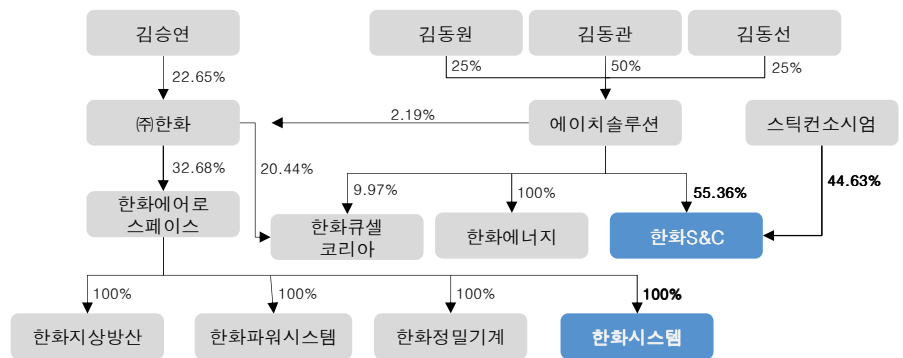 김승연
김동원
김동관
김동선
22.65%
25%
50%
25%
㈜한화
2.19%
에이치솔루션
스틱컨소시엄
32.68%
20.44%
9.97%
100%
55.36%
44.63%
한화에어로
스페이스
한화큐셀
코리아
한화에너지
한화S&C
100%
100%
100%
100%
한화지상방산
한화파워시스템
한화정밀기계
한화시스템